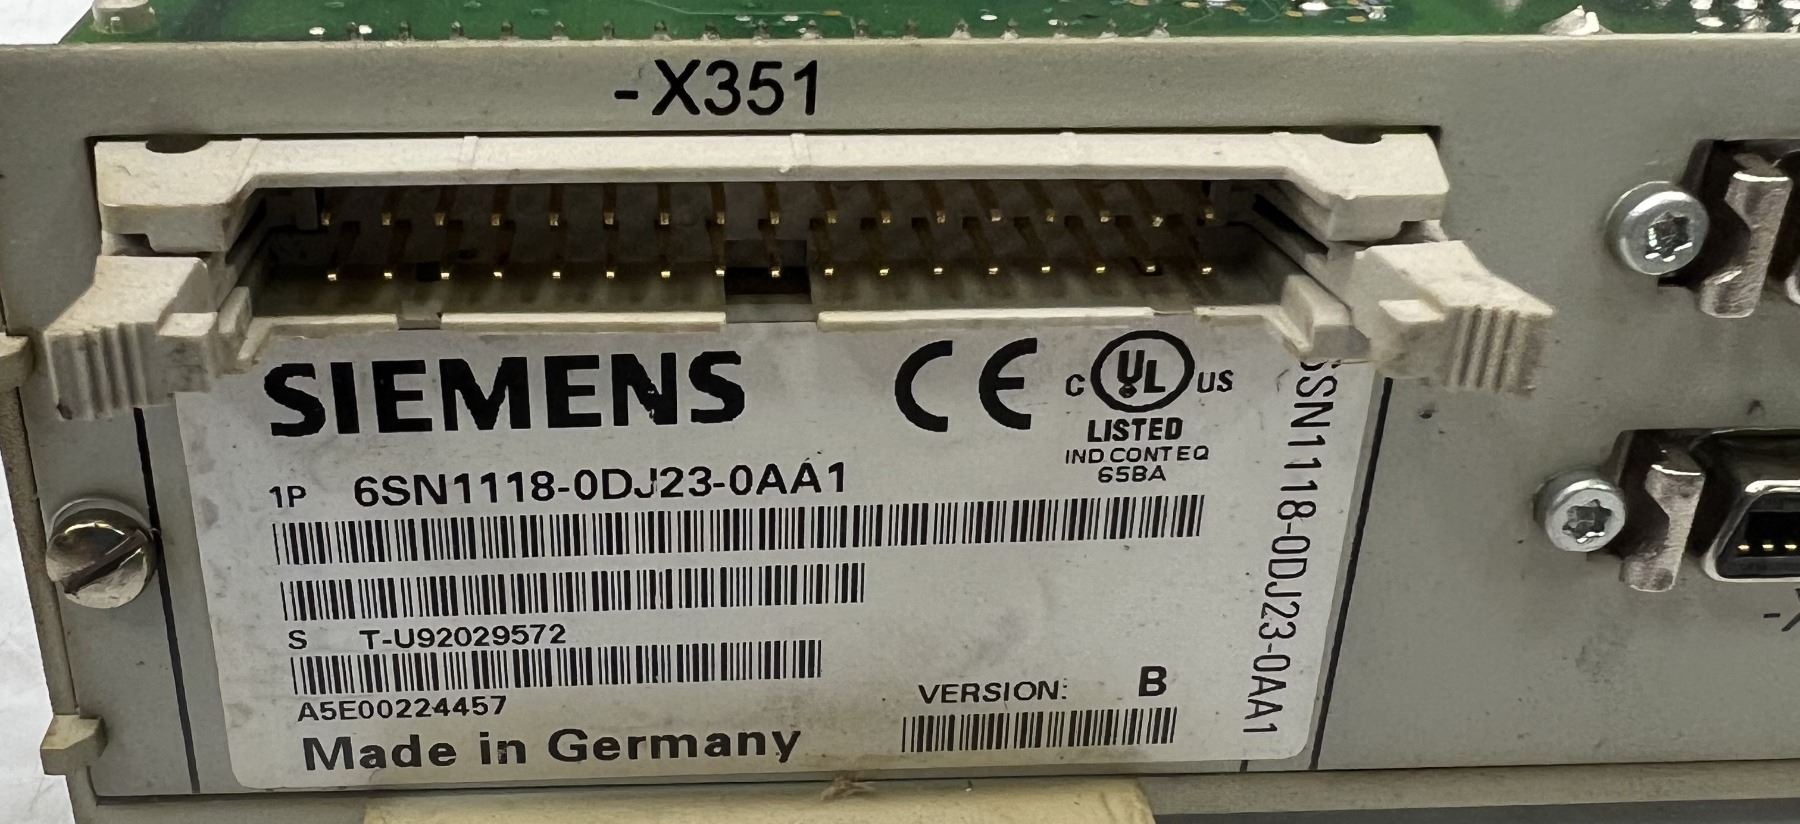 -X351
SIEMENS
CE
C UL US
LISTED
IND CONT EQ
65BA
1P 6SN1118-0DJ23-0AA1
S T-U92029572
A5E00224457
VERSION: B
Made in Germany
6SN1118-0DJ23-0AA1